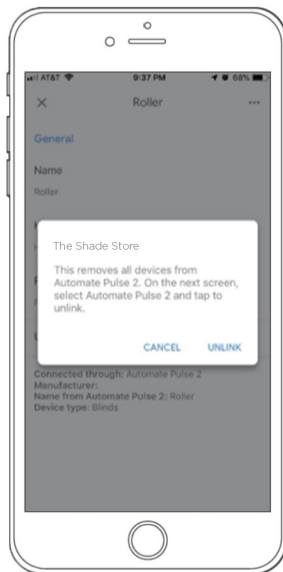 AT&T 9:37 PM 68%
Roller
General
Name
Roller
The Shade Store
This removes all devices from
Automate Pulse 2. On the next screen,
select Automate Pulse 2 and tap to
unlink.
CANCEL UNLINK
Connected through: Automate Pulse 2
Manufacturer:
Name from Automate Pulse 2: Roller
Device type: Blinds